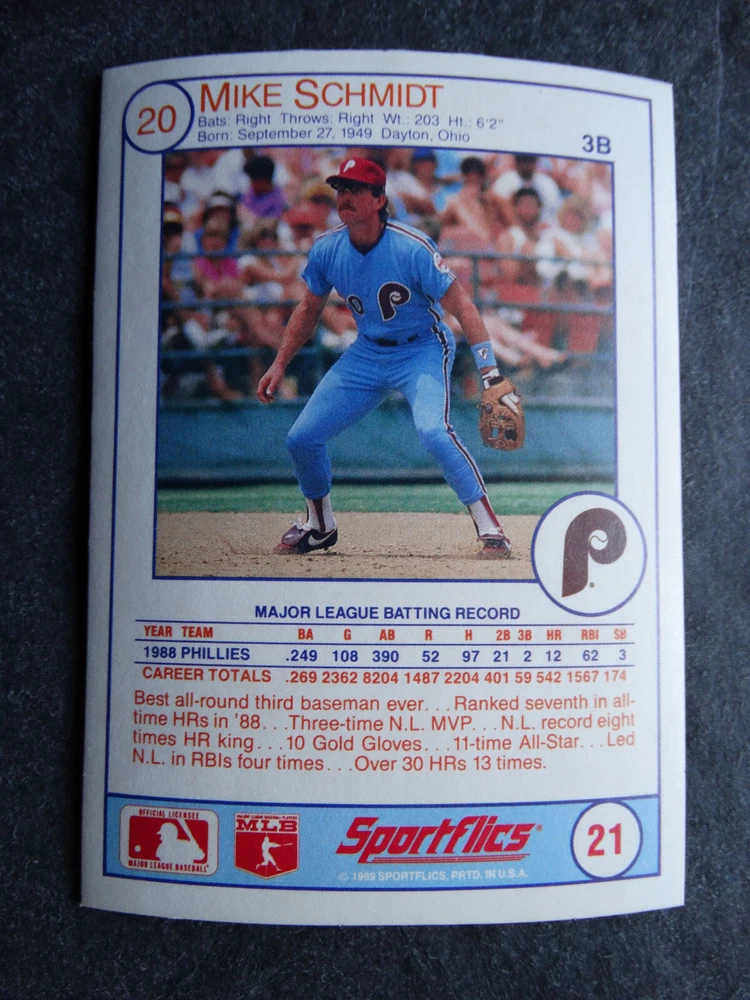 20
MIKE SCHMIDT
Bats: Right Throws: Right Wt.: 203 Ht.: 6'2"
Born: September 27, 1949 Dayton, Ohio
3B
P
0 P
P
MAJOR LEAGUE BATTING RECORD
YEAR TEAM BA G AB R H 2B 3B HR RBI SB
1988 PHILLIES .249 108 390 52 97 21 2 12 62 3
CAREER TOTALS .269 2362 8204 1487 2204 401 59 542 1567 174
Best all-round third baseman ever...Ranked seventh in all-
time HRs in '88...Three-time N.L. MVP...N.L. record eight
times HR king...10 Gold Gloves...11-time All-Star...Led
N.L. in RBIs four times...Over 30 HRs 13 times.
OFFICIAL LICENSEE
MAJOR LEAGUE BASEBALL®
MAJOR LEAGUE BASEBALL PLAYERS
MLB
Sportflics®
© 1989 SPORTFLICS, PRTD. IN U.S.A.
21